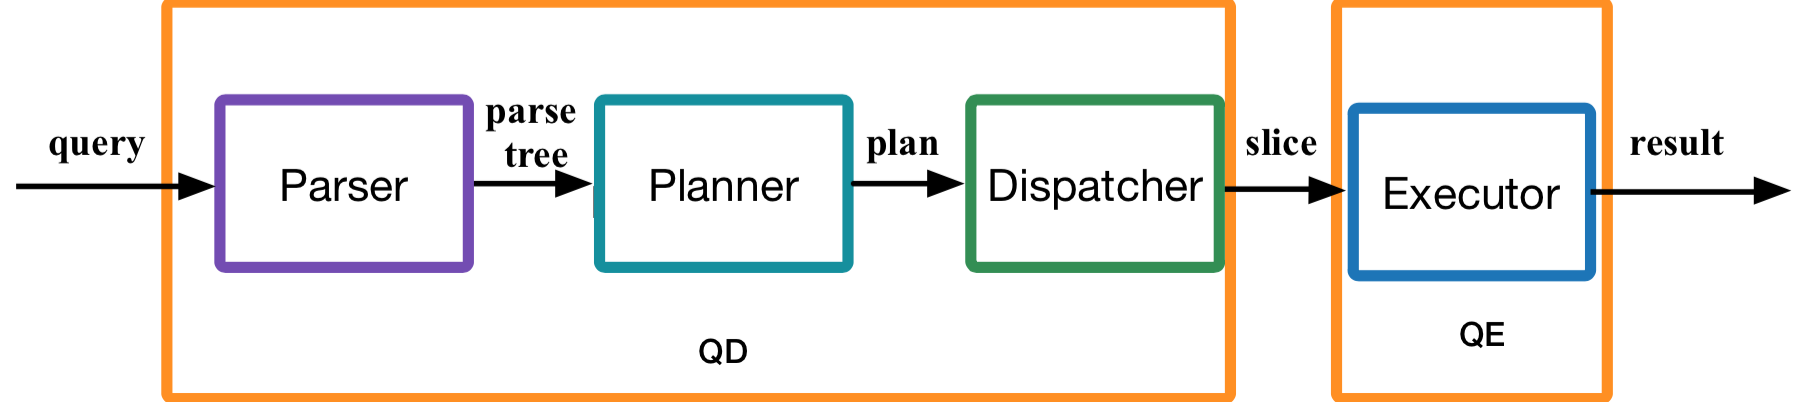 query
Parser
parse
tree
Planner
plan
Dispatcher
slice
Executor
result
QD
QE